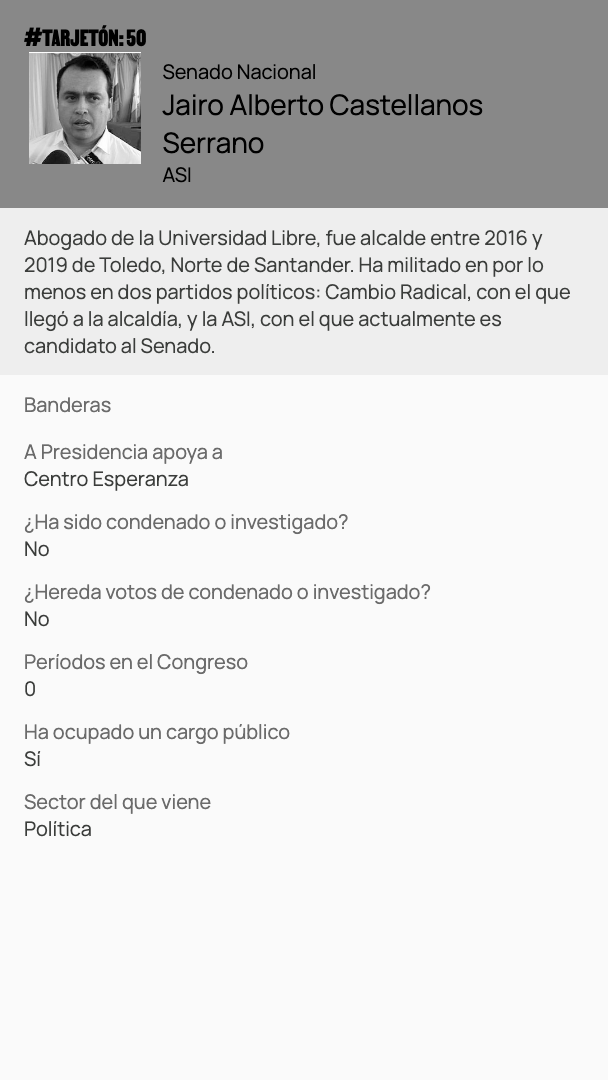 #TARJETÓN: 50
Senado Nacional
Jairo Alberto Castellanos
Serrano
ASI
Abogado de la Universidad Libre, fue alcalde entre 2016 y
2019 de Toledo, Norte de Santander. Ha militado en por lo
menos en dos partidos políticos: Cambio Radical, con el que
llegó a la alcaldía, y la ASI, con el que actualmente es
candidato al Senado.
Banderas
A Presidencia apoya a
Centro Esperanza
¿Ha sido condenado o investigado?
No
¿Hereda votos de condenado o investigado?
No
Períodos en el Congreso
0
Ha ocupado un cargo público
Sí
Sector del que viene
Política